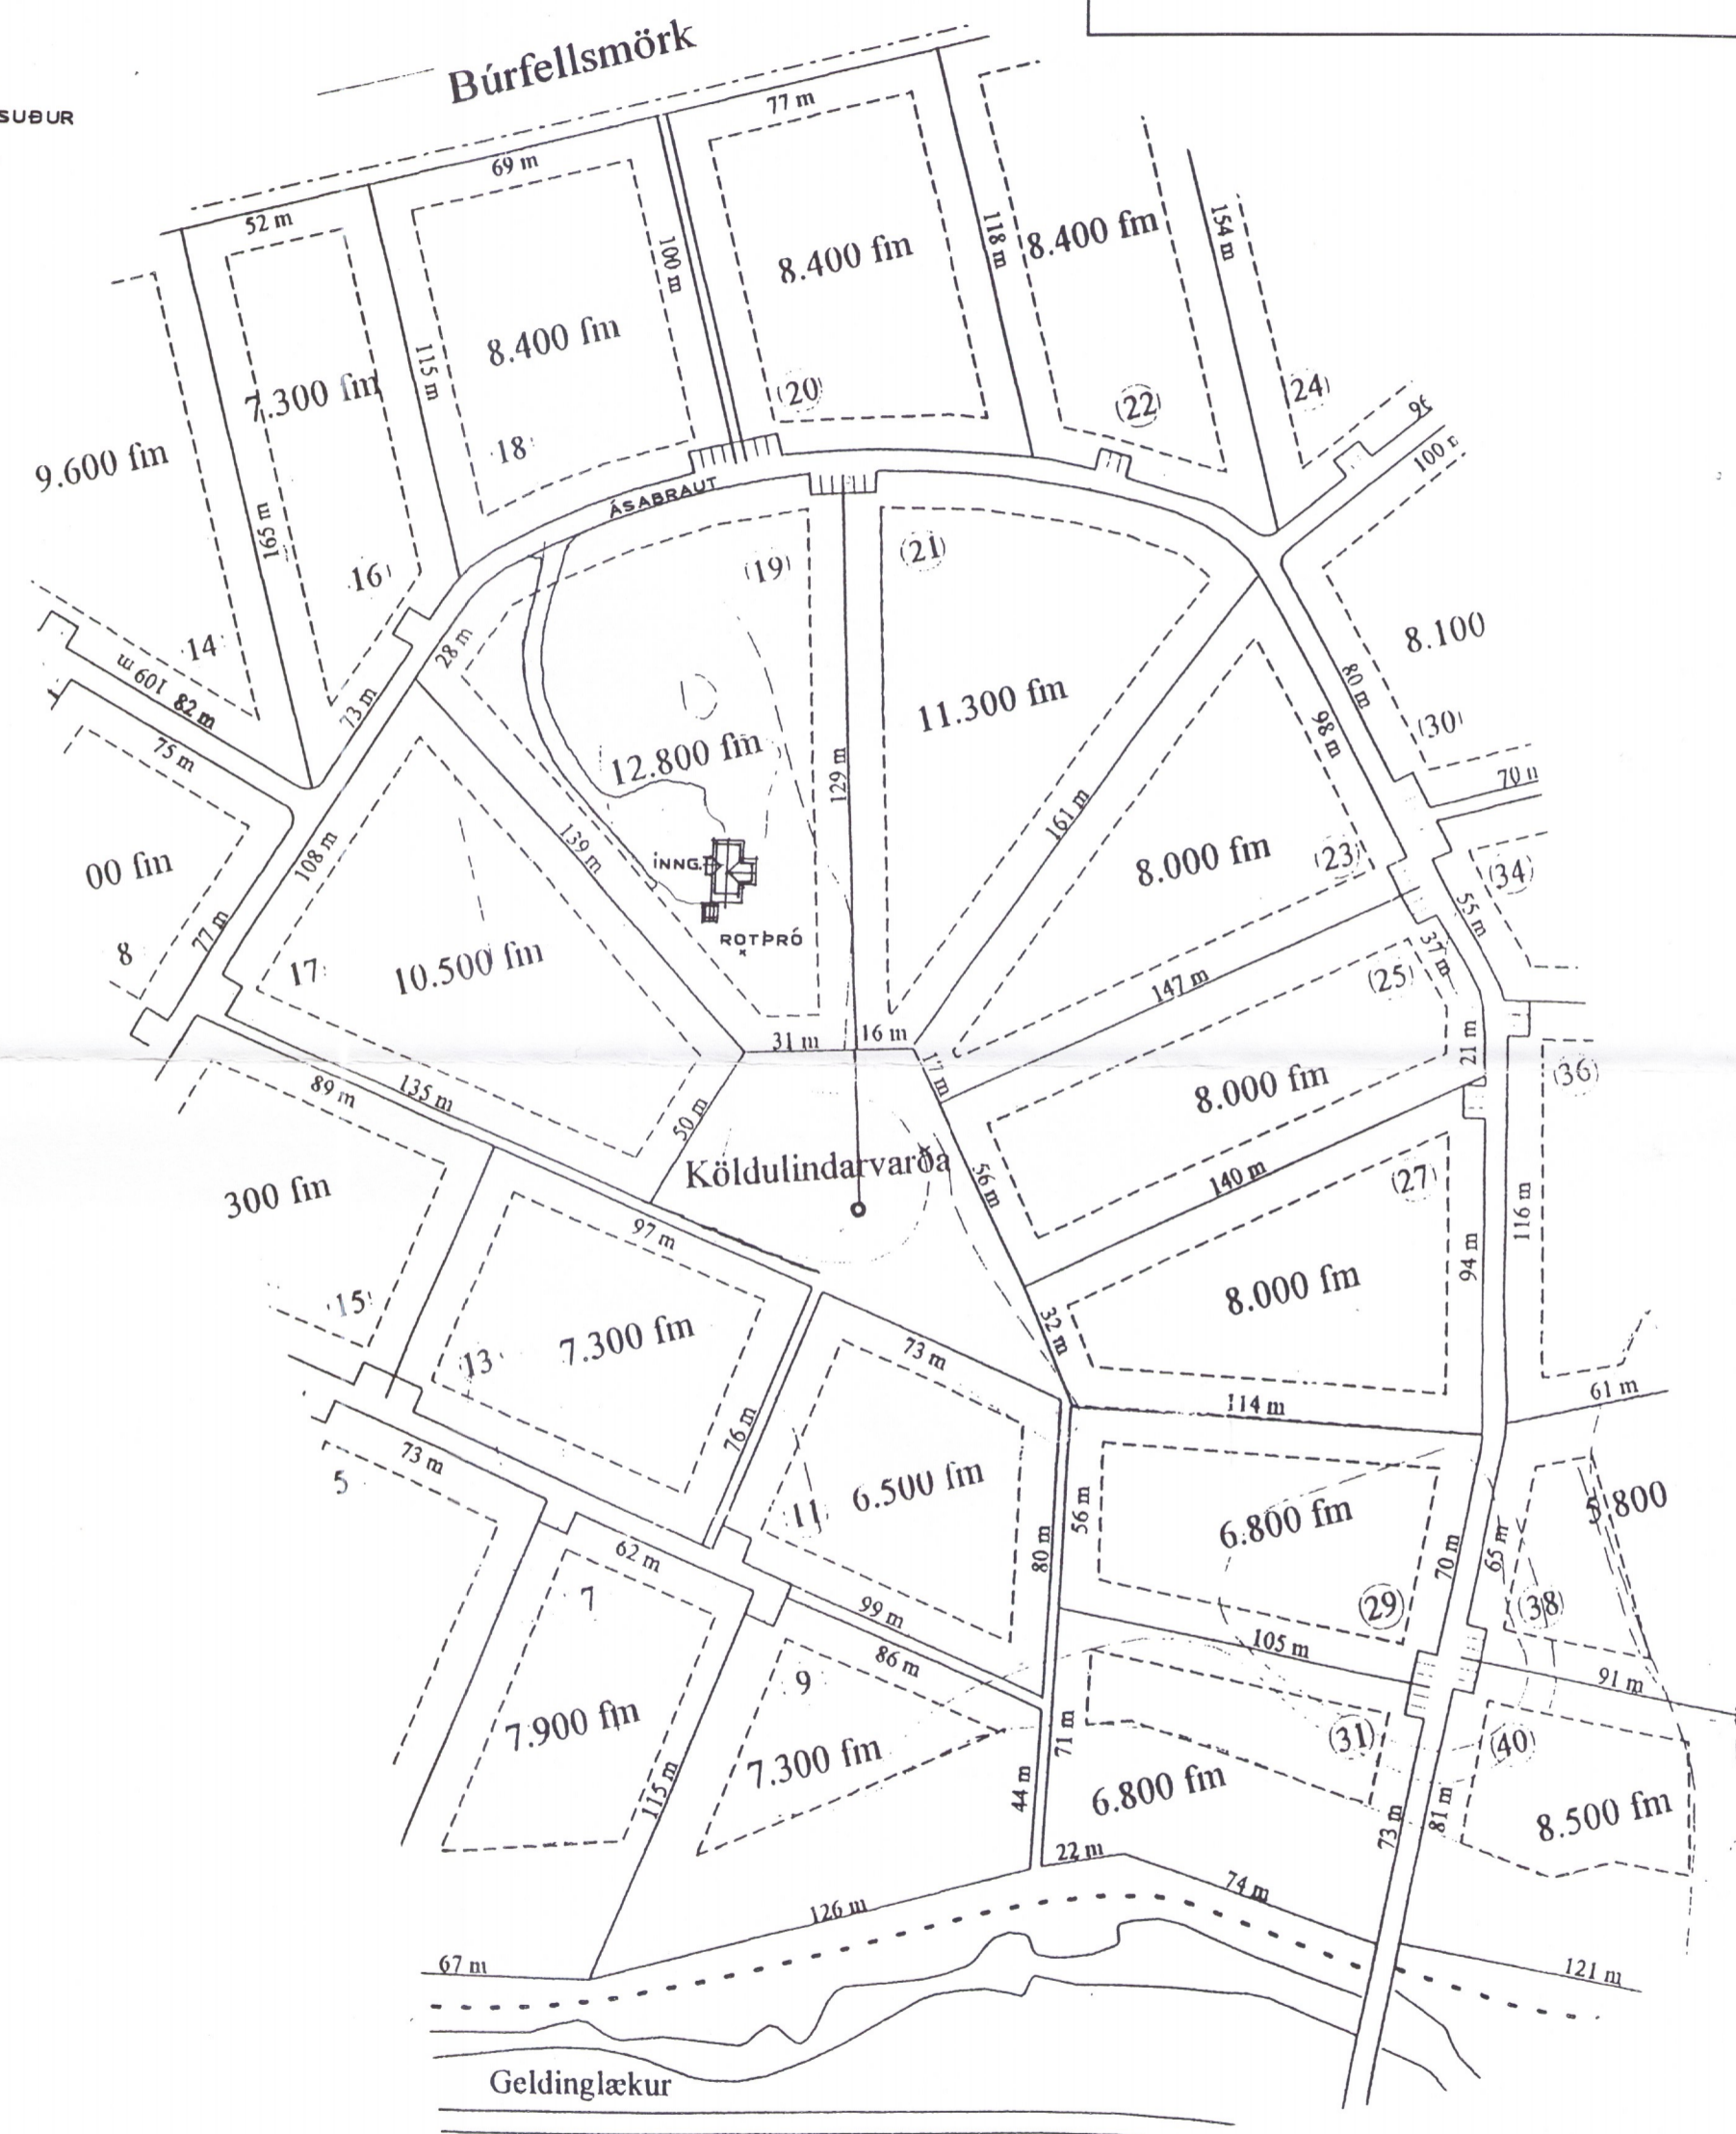 Búrfellsmörk
SUÐUR
77 m
69 m
52 m
118 m
154 m
100 m
8.400 fm
8.400 fm
8.400 fm
115 m
7.300 fm
(20)
(22)
(24)
9.600 fm
18
100
ÁSABRAUT
165 m
16
(19)
(21)
14
109 m
82 m
28 m
73 m
8.100
80 m
(30)
11.300 fm
98 m
12.800 fm
129 m
75 m
70
161 m
139 m
108 m
INNG.
8.000 fm
(23)
(34)
00 fm
55 m
ROTÞRÓ
77 m
8
17
10.500 fm
37 m
(25)
147 m
31 m
16 m
21 m
17 m
(36)
8.000 fm
89 m
135 m
50 m
Köldulindarvarða
56 m
140 m
(27)
116 m
300 fm
97 m
94 m
8.000 fm
15
13
7.300 fm
32 m
73 m
61 m
114 m
76 m
73 m
5
11
6.500 fm
56 m
6.800 fm
5.800
80 m
70 m
65 m
62 m
7
99 m
(29)
(38)
105 m
86 m
91 m
9
7.900 fm
71 m
(31)
(40)
7.300 fm
44 m
115 m
6.800 fm
73 m
81 m
8.500 fm
22 m
74 m
126 m
67 m
121 m
Geldinglækur